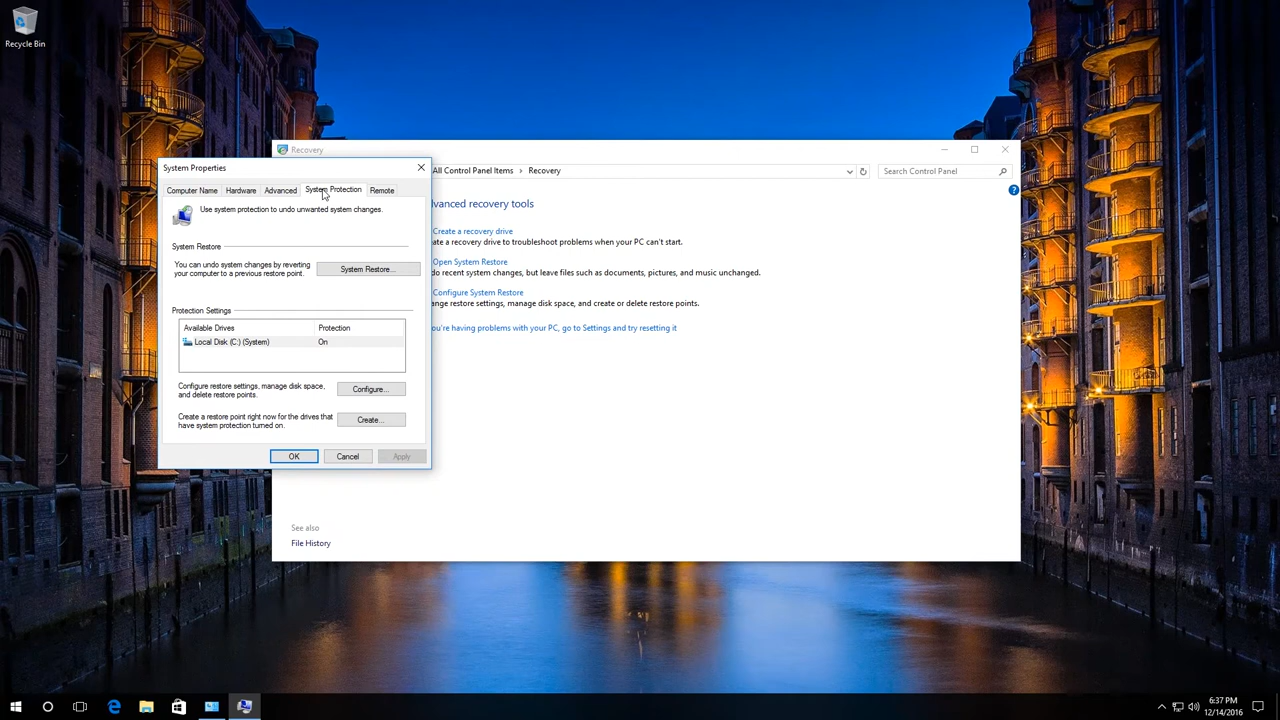 Recycle Bin
Recovery
All Control Panel Items › Recovery
Search Control Panel
System Properties
Computer Name
Hardware
Advanced
System Protection
Remote
Use system protection to undo unwanted system changes.
System Restore
You can undo system changes by reverting
your computer to a previous restore point.
System Restore...
Protection Settings
Available Drives
Protection
Local Disk (C:) (System)
On
Configure restore settings, manage disk space,
and delete restore points.
Configure...
Create a restore point right now for the drives that
have system protection turned on.
Create...
OK
Cancel
Apply
dvanced recovery tools
Create a recovery drive
ate a recovery drive to troubleshoot problems when your PC can't start.
Open System Restore
do recent system changes, but leave files such as documents, pictures, and music unchanged.
Configure System Restore
ange restore settings, manage disk space, and create or delete restore points.
ou're having problems with your PC, go to Settings and try resetting it
See also
File History
6:37 PM
12/14/2016